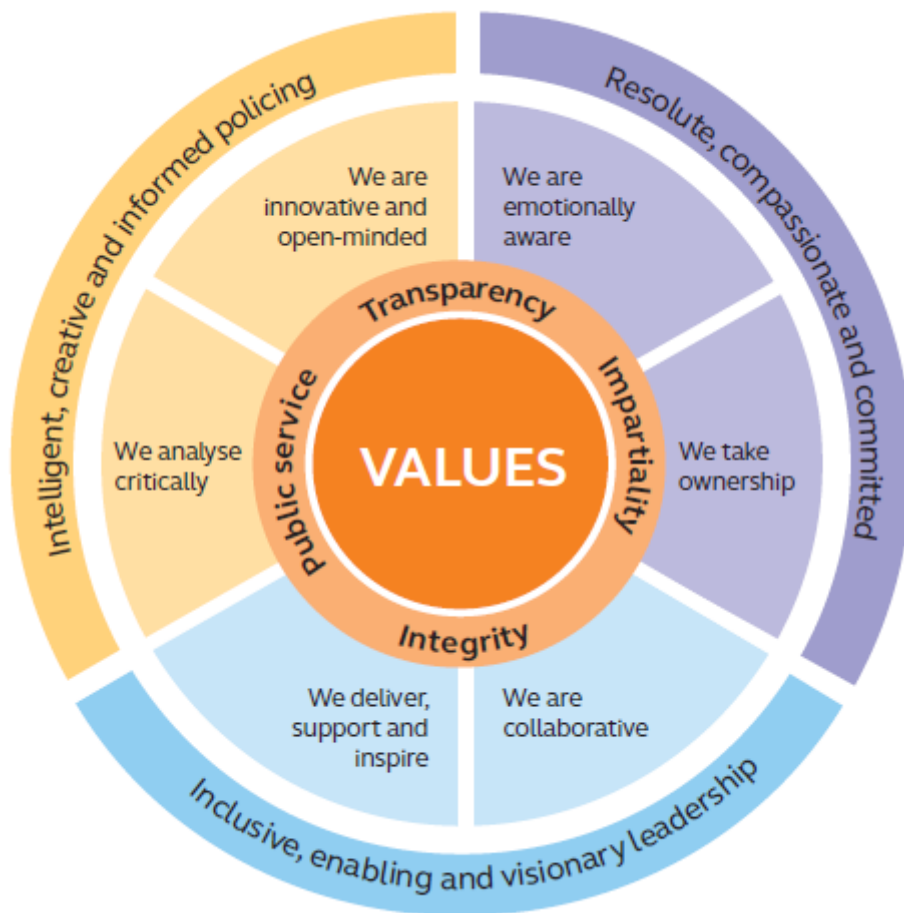 Intelligent, creative and informed policing
Resolute, compassionate and committed
We are
innovative and
open-minded
We are
emotionally
aware
Transparency
Public service
VALUES
Impartiality
Integrity
We analyse
critically
We take
ownership
We deliver,
support and
inspire
We are
collaborative
Inclusive, enabling and visionary leadership